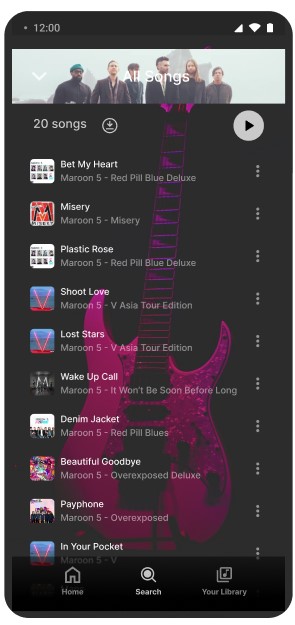 12:00
All Songs
20 songs
Bet My Heart
Maroon 5 - Red Pill Blue Deluxe
Misery
Maroon 5 - Misery
Plastic Rose
Maroon 5 - Red Pill Blue Deluxe
Shoot Love
Maroon 5 - V Asia Tour Edition
Lost Stars
Maroon 5 - V Asia Tour Edition
Wake Up Call
Maroon 5 - It Won't Be Soon Before Long
Denim Jacket
Maroon 5 - Red Pill Blues
Beautiful Goodbye
Maroon 5 - Overexposed Deluxe
Payphone
Maroon 5 - Overexposed
In Your Pocket
Maroon 5 - V
Home
Search
Your Library